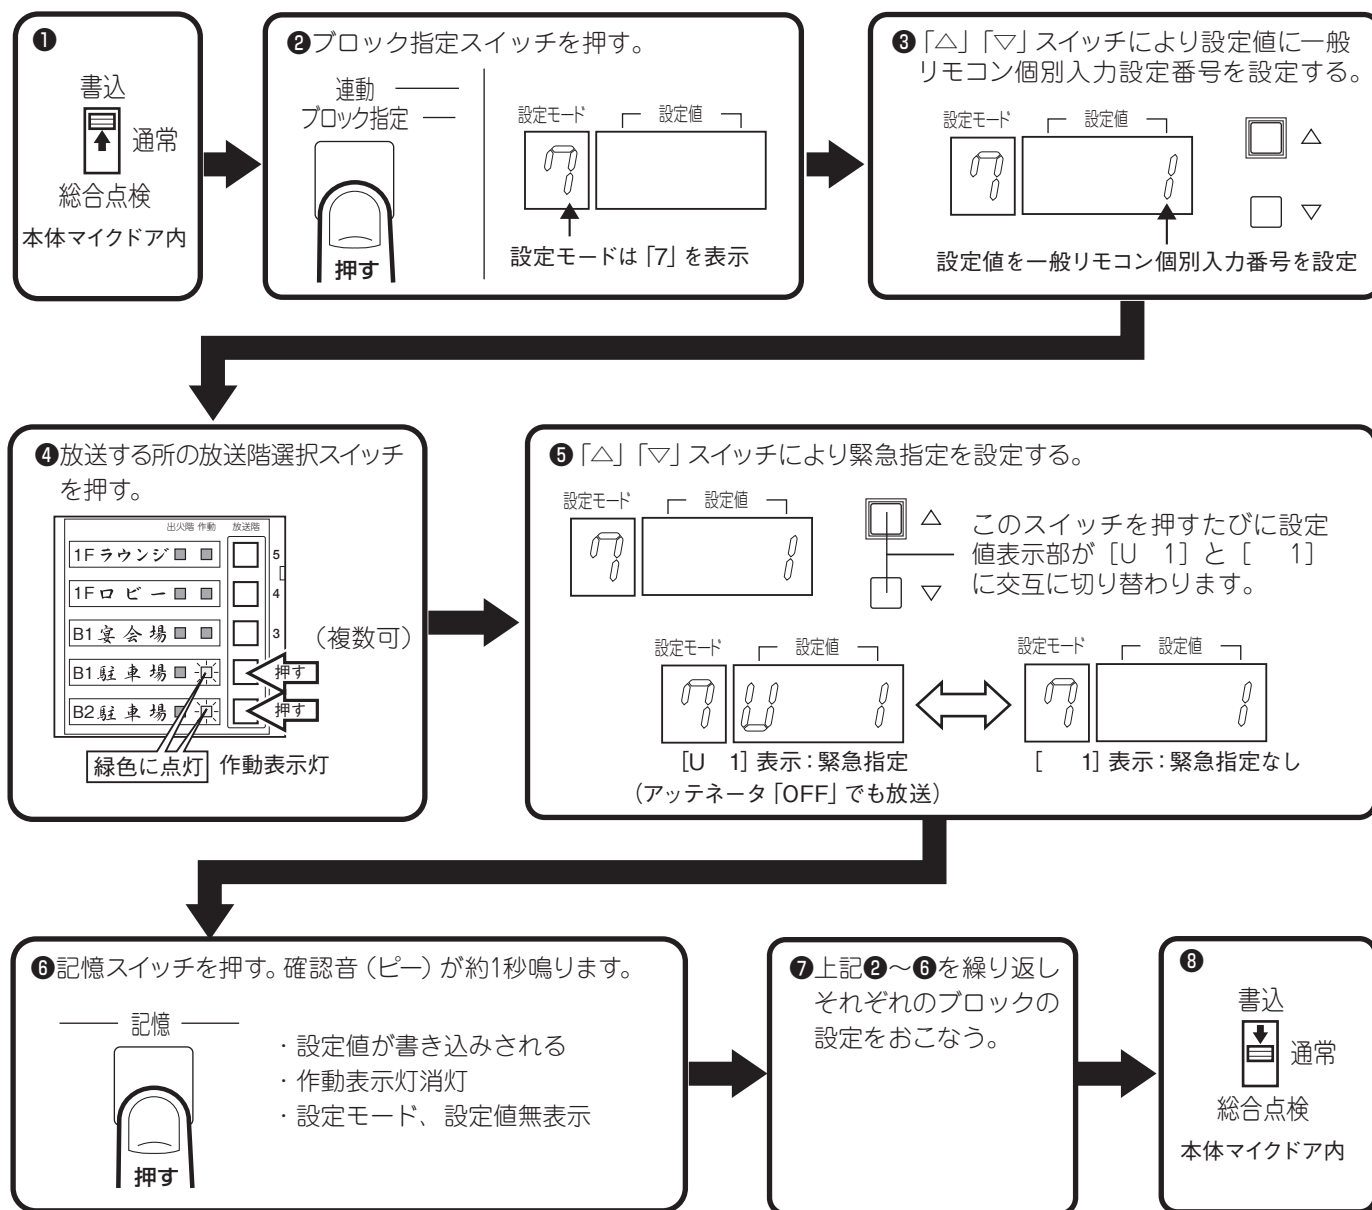 ❶
書込
通常
総合点検
本体マイクドア内
❷ブロック指定スイッチを押す。
連動
ブロック指定
押す
設定モード 設定値
7
設定モードは「7」を表示
❸「△」「▽」スイッチにより設定値に一般
リモコン個別入力設定番号を設定する。
設定モード 設定値
7 1
△
▽
設定値を一般リモコン個別入力番号を設定
❹放送する所の放送階選択スイッチ
を押す。
出火階 作動 放送階
1Fラウンジ 5
1Fロビー 4
B1宴会場 3
B1駐車場 押す
B2駐車場 押す
(複数可)
緑色に点灯 作動表示灯
❺「△」「▽」スイッチにより緊急指定を設定する。
設定モード 設定値
7 1
△
▽
このスイッチを押すたびに設定
値表示部が [U 1] と [ 1]
に交互に切り替わります。
設定モード 設定値
7 U 1
[U 1] 表示:緊急指定
(アッテネータ「OFF」でも放送)
設定モード 設定値
7 1
[ 1] 表示:緊急指定なし
❻記憶スイッチを押す。確認音(ピー)が約1秒鳴ります。
記憶
押す
・設定値が書き込みされる
・作動表示灯消灯
・設定モード、設定値無表示
❼上記❷~❻を繰り返し
それぞれのブロックの
設定をおこなう。
❽
書込
通常
総合点検
本体マイクドア内